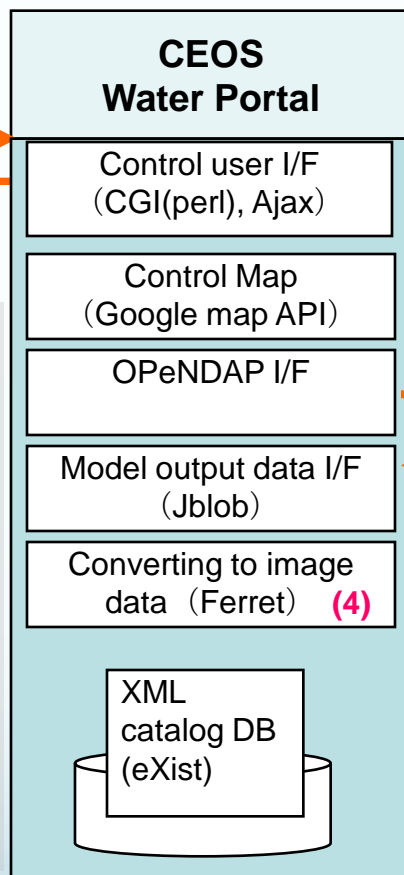 CEOS
Water Portal
Control user I/F
（CGI(perl), Ajax）
Control Map
（Google map API）
OPeNDAP I/F
Model output data I/F
（Jblob）
Converting to image
data（Ferret） (4)
XML
catalog DB
(eXist)